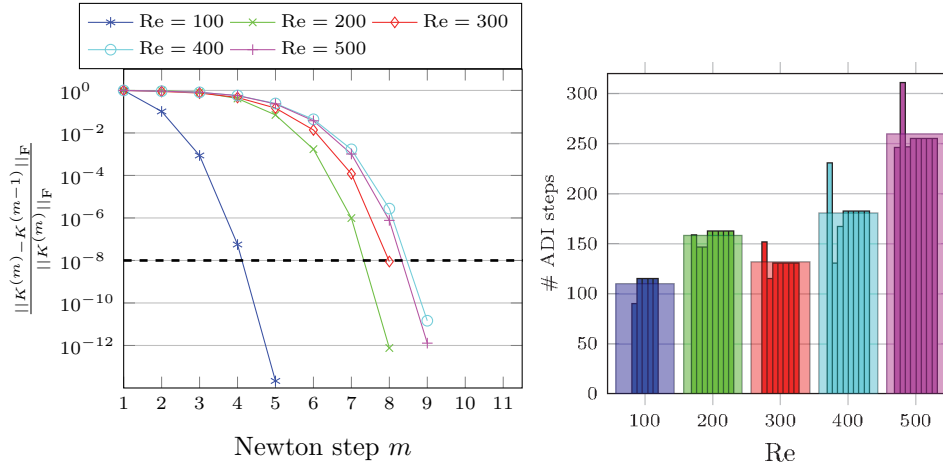 Re = 100 Re = 200 Re = 300
Re = 400 Re = 500
10^0
10^{-2}
10^{-4}
10^{-6}
10^{-8}
10^{-10}
10^{-12}
||K^{(m)} - K^{(m-1)}||_F
||K^{(m)}||_F
1 2 3 4 5 6 7 8 9 10 11
Newton step m
300
250
200
150
100
50
0
# ADI steps
100 200 300 400 500
Re